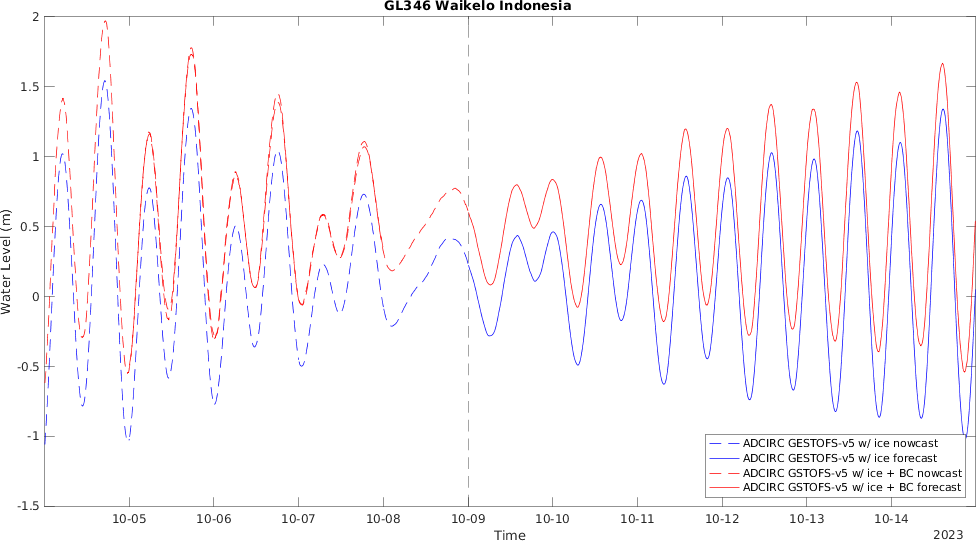 GL346 Waikelo Indonesia
2
1.5
1
0.5
0
-0.5
-1
-1.5
Water Level (m)
ADCIRC GESTOFS-v5 w/ ice nowcast
ADCIRC GESTOFS-v5 w/ ice forecast
ADCIRC GSTOFS-v5 w/ ice + BC nowcast
ADCIRC GSTOFS-v5 w/ ice + BC forecast
10-05 10-06 10-07 10-08 10-09 10-10 10-11 10-12 10-13 10-14
Time
2023